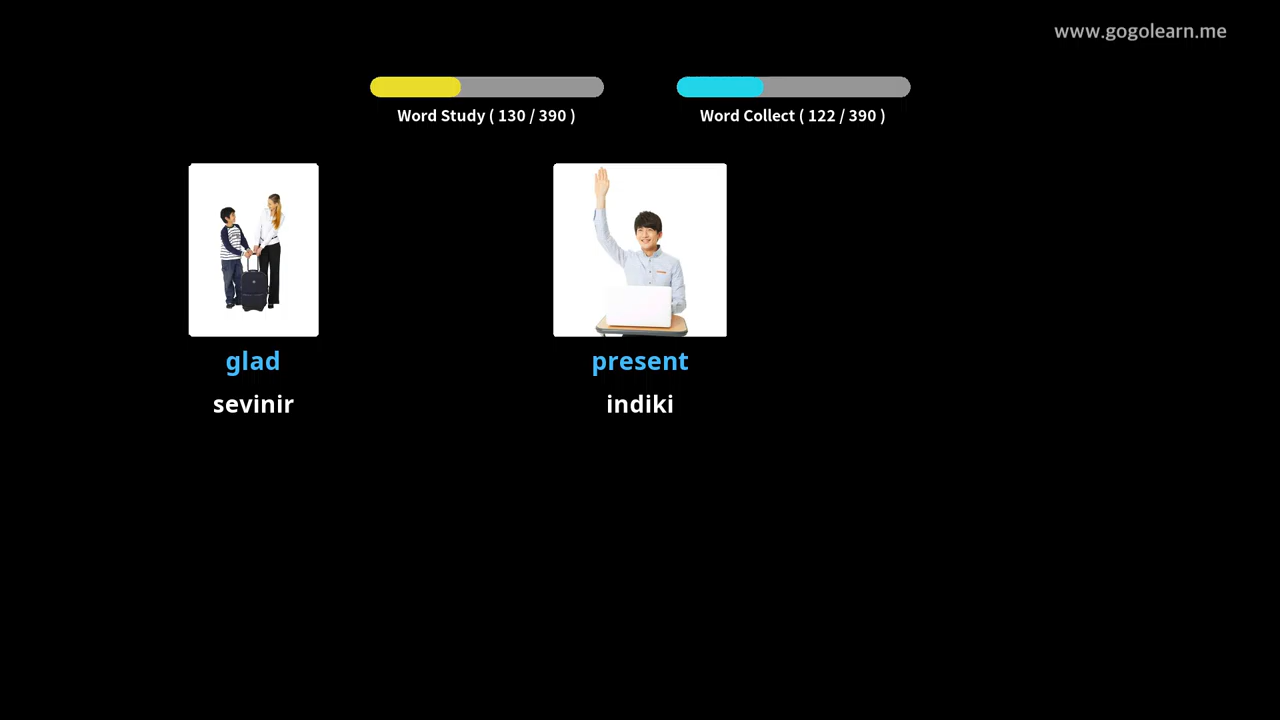 www.gogolearn.me
Word Study ( 130 / 390 )
Word Collect ( 122 / 390 )
glad
sevinir
present
indiki